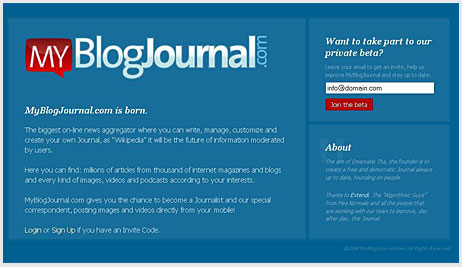 MY BlogJournal.com
MyBlogJournal.com is born.
The biggest on-line news aggregator where you can write, manage, customize and
create your own Journal, as "Wikipedia" it will be the future of information moderated
by users.
Here you can find: millions of articles from thousand of internet magazines and blogs
and every kind of images, videos and podcasts according to your interests.
MyBlogJournal.com gives you the chance to become a Journalist and our special
correspondent, posting images and videos directly from your mobile!
Login or Sign Up if you have an Invite Code.
Want to take part to our
private beta?
Leave your email to get an invite, help us
improve MyBlogJournal and stay up to date:
info@domain.com
Join the beta
About
The aim of Emanuele Tha, the founder is to
create a free and democratic Journal always
up to date, founding on people.
Thanks to Extendi, The "Algorithmic Guys"
from Pisa Normale and all the people
that are working with our team to improve, day
after day, this Journal.
MyBlogJournal.com, All rights reserved.